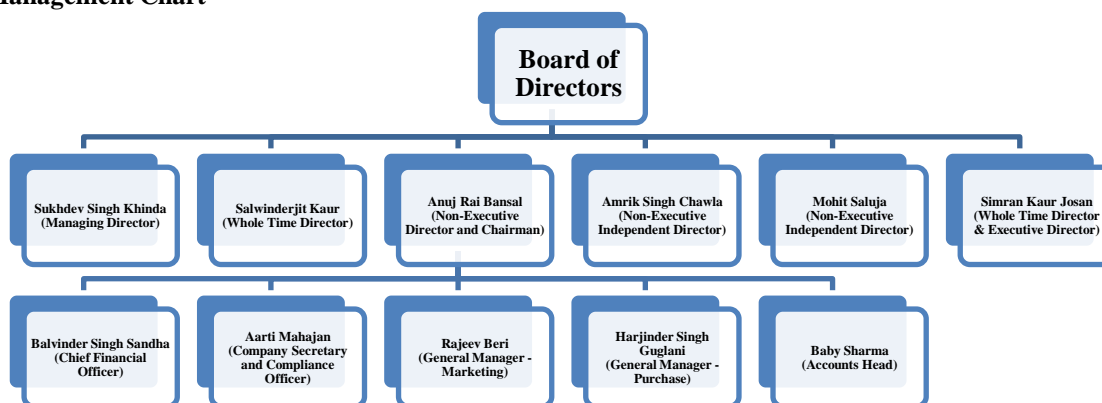 Management Chart
Board of
Directors
Sukhdev Singh Khinda
(Managing Director)
Salwinderjit Kaur
(Whole Time Director)
Anuj Rai Bansal
(Non-Executive
Director and Chairman)
Amrik Singh Chawla
(Non-Executive
Independent Director)
Mohit Saluja
(Non-Executive
Independent Director)
Simran Kaur Josan
(Whole Time Director
& Executive Director)
Balvinder Singh Sandha
(Chief Financial
Officer)
Aarti Mahajan
(Company Secretary
and Compliance
Officer)
Rajeev Beri
(General Manager -
Marketing)
Harjinder Singh
Guglani
(General Manager -
Purchase)
Baby Sharma
(Accounts Head)